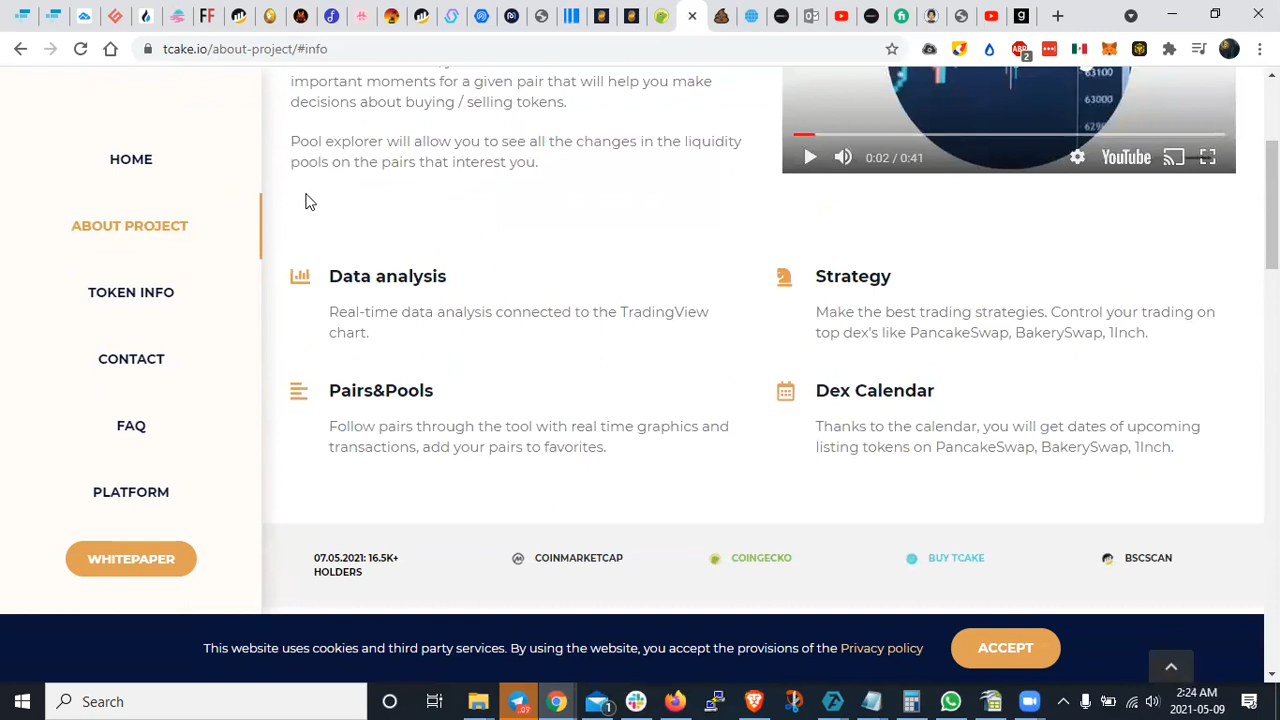 tcake.io/about-project/#info
2
important moments for a given pair that will help you make
decisions about buying / selling tokens.
Pool explorer will allow you to see all the changes in the liquidity
pools on the pairs that interest you.
63100
63000
0:02 / 0:41
YouTube
HOME
ABOUT PROJECT
TOKEN INFO
CONTACT
FAQ
PLATFORM
WHITEPAPER
Data analysis
Real-time data analysis connected to the TradingView
chart.
Strategy
Make the best trading strategies. Control your trading on
top dex's like PancakeSwap, BakerySwap, 1Inch.
Pairs&Pools
Follow pairs through the tool with real time graphics and
transactions, add your pairs to favorites.
Dex Calendar
Thanks to the calendar, you will get dates of upcoming
listing tokens on PancakeSwap, BakerySwap, 1Inch.
07.05.2021: 16.5K+
HOLDERS
COINMARKETCAP
COINGECKO
BUY TCAKE
BSCSCAN
This website uses cookies and third party services. By using the website, you accept the provisions of the Privacy policy
ACCEPT
Search
1
2:24 AM
2021-05-09